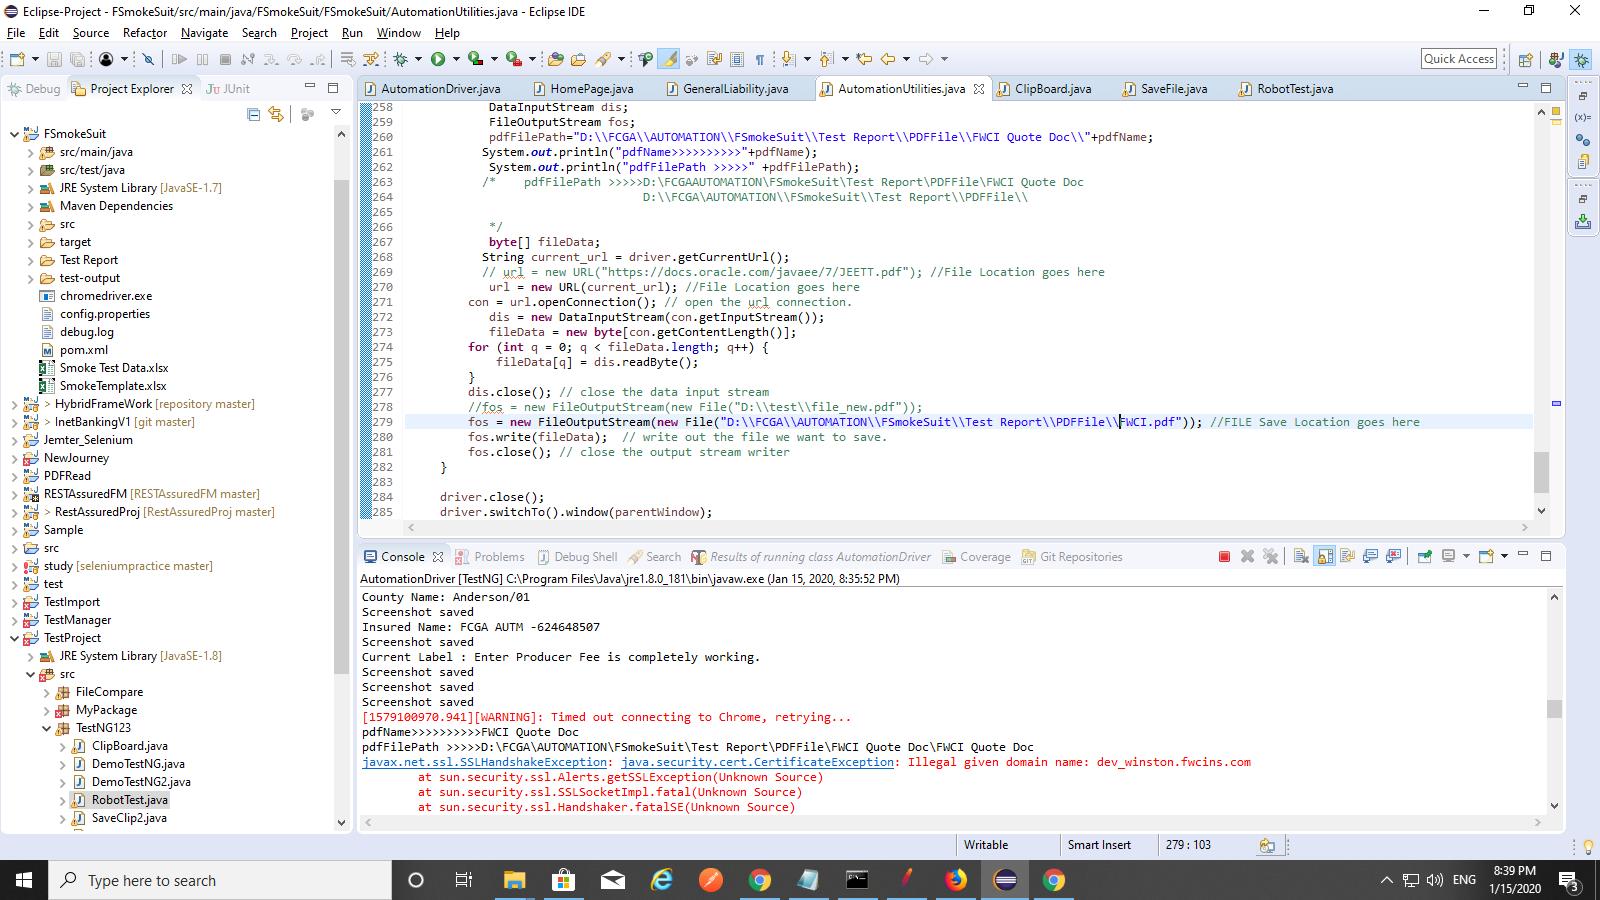 Eclipse-Project - FSmokeSuit/src/main/java/FSmokeSuit/FSmokeSuit/AutomationUtilities.java - Eclipse IDE
File Edit Source Refactor Navigate Search Project Run Window Help
Quick Access
Debug Project Explorer JUnit
AutomationDriver.java HomePage.java GeneralLiability.java AutomationUtilities.java ClipBoard.java SaveFile.java RobotTest.java
FSmokeSuit
src/main/java
src/test/java
JRE System Library [JavaSE-1.7]
Maven Dependencies
src
target
Test Report
test-output
chromedriver.exe
config.properties
debug.log
pom.xml
Smoke Test Data.xlsx
SmokeTemplate.xlsx
> HybridFrameWork [repository master]
> InetBankingV1 [git master]
Jemter_Selenium
NewJourney
PDFRead
RESTAssuredFM [RESTAssuredFM master]
> RestAssuredProj [RestAssuredProj master]
Sample
src
study [seleniumpractice master]
test
TestImport
TestManager
TestProject
JRE System Library [JavaSE-1.8]
src
FileCompare
MyPackage
TestNG123
ClipBoard.java
DemoTestNG.java
DemoTestNG2.java
RobotTest.java
SaveClip2.java
258 DataInputStream dis;
259 FileOutputStream fos;
260 pdfFilePath="D:\\FCGA\\AUTOMATION\\FSmokeSuit\\Test Report\\PDFFile\\FWCI Quote Doc\\"+pdfName;
261 System.out.println("pdfName>>>>>>>>>>"+pdfName);
262 System.out.println("pdfFilePath >>>>>" +pdfFilePath);
263 /* pdfFilePath >>>>>D:\FCGAAUTOMATION\FSmokeSuit\Test Report\PDFFile\FWCI Quote Doc
264 D:\\FCGA\AUTOMATION\\FSmokeSuit\\Test Report\\PDFFile\\
265
266 */
267 byte[] fileData;
268 String current_url = driver.getCurrentUrl();
269 // url = new URL("https://docs.oracle.com/javaee/7/JEETT.pdf"); //File Location goes here
270 url = new URL(current_url); //File Location goes here
271 con = url.openConnection(); // open the url connection.
272 dis = new DataInputStream(con.getInputStream());
273 fileData = new byte[con.getContentLength()];
274 for (int q = 0; q < fileData.length; q++) {
275 fileData[q] = dis.readByte();
276 }
277 dis.close(); // close the data input stream
278 //fos = new FileOutputStream(new File("D:\\test\\file_new.pdf"));
279 fos = new FileOutputStream(new File("D:\\FCGA\\AUTOMATION\\FSmokeSuit\\Test Report\\PDFFile\\FWCI.pdf")); //FILE Save Location goes here
280 fos.write(fileData); // write out the file we want to save.
281 fos.close(); // close the output stream writer
282 }
283
284 driver.close();
285 driver.switchTo().window(parentWindow);
Console Problems Debug Shell Search Results of running class AutomationDriver Coverage Git Repositories
AutomationDriver [TestNG] C:\Program Files\Java\jre1.8.0_181\bin\javaw.exe (Jan 15, 2020, 8:35:52 PM)
County Name: Anderson/01
Screenshot saved
Insured Name: FCGA AUTM -624648507
Screenshot saved
Current Label : Enter Producer Fee is completely working.
Screenshot saved
Screenshot saved
Screenshot saved
[1579100970.941][WARNING]: Timed out connecting to Chrome, retrying...
pdfName>>>>>>>>>>FWCI Quote Doc
pdfFilePath >>>>>D:\FCGA\AUTOMATION\FSmokeSuit\Test Report\PDFFile\FWCI Quote Doc\FWCI Quote Doc
javax.net.ssl.SSLHandshakeException: java.security.cert.CertificateException: Illegal given domain name: dev_winston.fwcins.com
at sun.security.ssl.Alerts.getSSLException(Unknown Source)
at sun.security.ssl.SSLSocketImpl.fatal(Unknown Source)
at sun.security.ssl.Handshaker.fatalSE(Unknown Source)
Writable Smart Insert 279 : 103
Type here to search
ENG
8:39 PM
1/15/2020
3